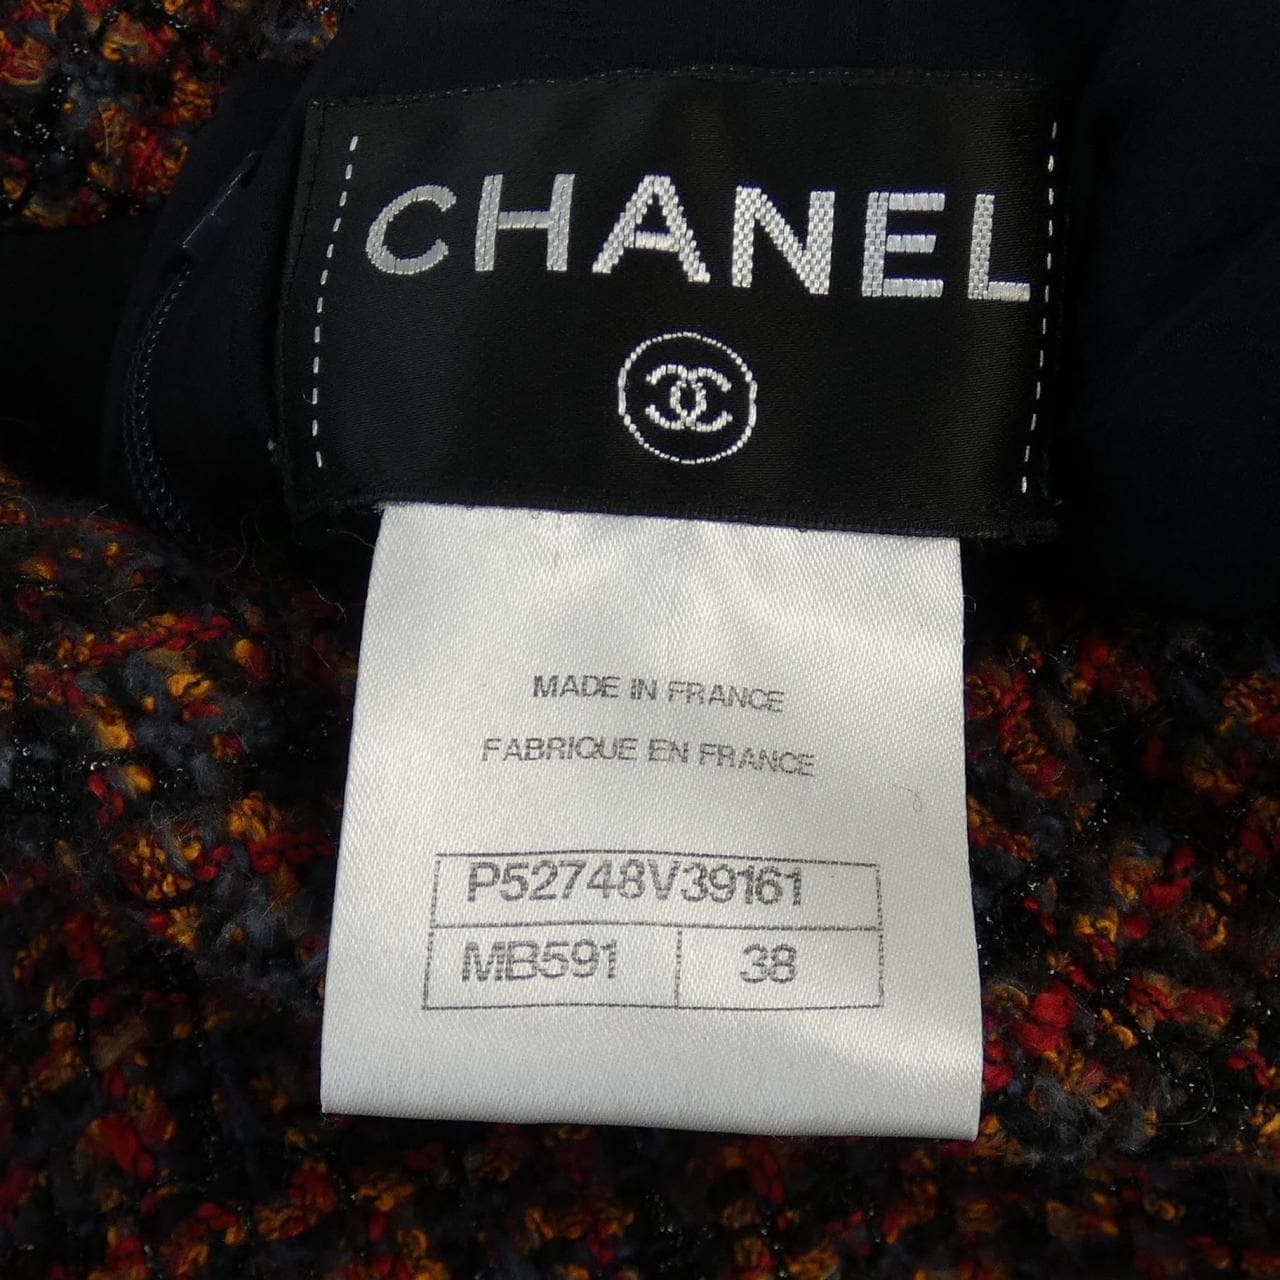 CHANEL
MADE IN FRANCE
FABRIQUE EN FRANCE
P52748V39161
MB591 38